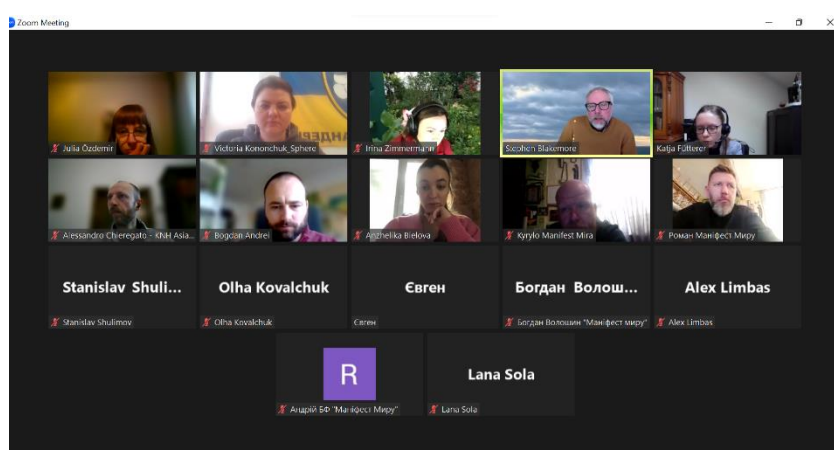 Zoom Meeting
Julia Özdemir
Victoria Kononchuk_Sphere
Irina Zimmermann
Stephen Blakemore
Katja Fütterer
Alessandro Chieregato - KNH Asia...
Bogdan Andrei
Anzhelika Bielova
Kyrylo Manifest Mira
Роман Маніфест Миру
Stanislav Shuli...
Olha Kovalchuk
Євген
Богдан Волош...
Alex Limbas
Stanislav Shulimov
Olha Kovalchuk
Євген
Богдан Волошин "Маніфест миру"
Alex Limbas
R
Lana Sola
Андрій БФ "Маніфест Миру"
Lana Sola